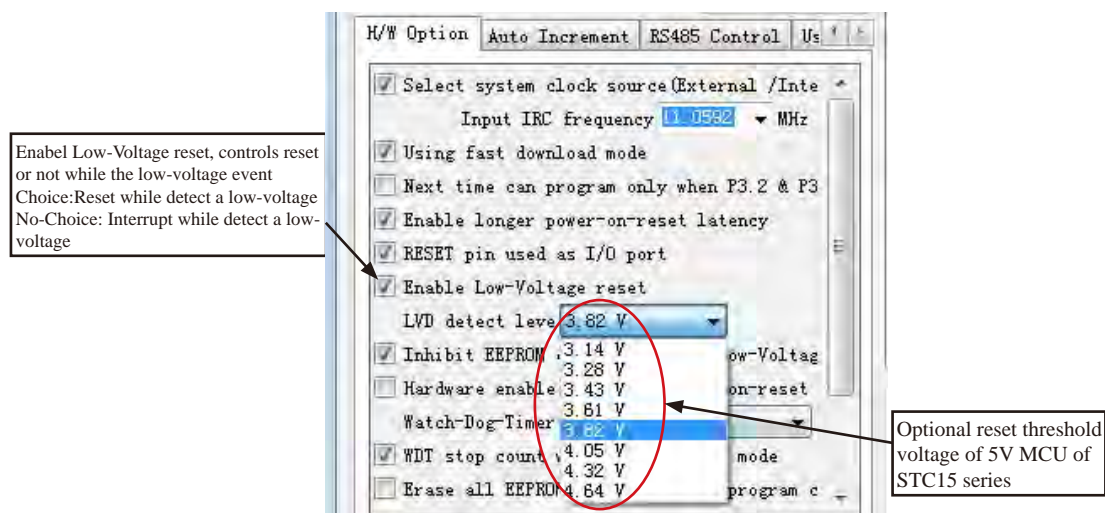 H/W Option Auto Increment RS485 Control Us
Select system clock source(External /Inte
Input IRC frequency 11.0592 MHz
Using fast download mode
Next time can program only when P3.2 & P3
Enable longer power-on-reset latency
RESET pin used as I/O port
Enable Low-Voltage reset
LVD detect leve 3.82 V
3.14 V
3.28 V
3.43 V
3.61 V
3.82 V
4.05 V
4.32 V
4.64 V
Inhibit EEPROM ow-Voltag
Hardware enable on-reset
Watch-Dog-Timer
WDT stop count mode
Erase all EEPRO program c
Enabel Low-Voltage reset, controls reset
or not while the low-voltage event
Choice:Reset while detect a low-voltage
No-Choice: Interrupt while detect a low-
voltage
Optional reset threshold
voltage of 5V MCU of
STC15 series